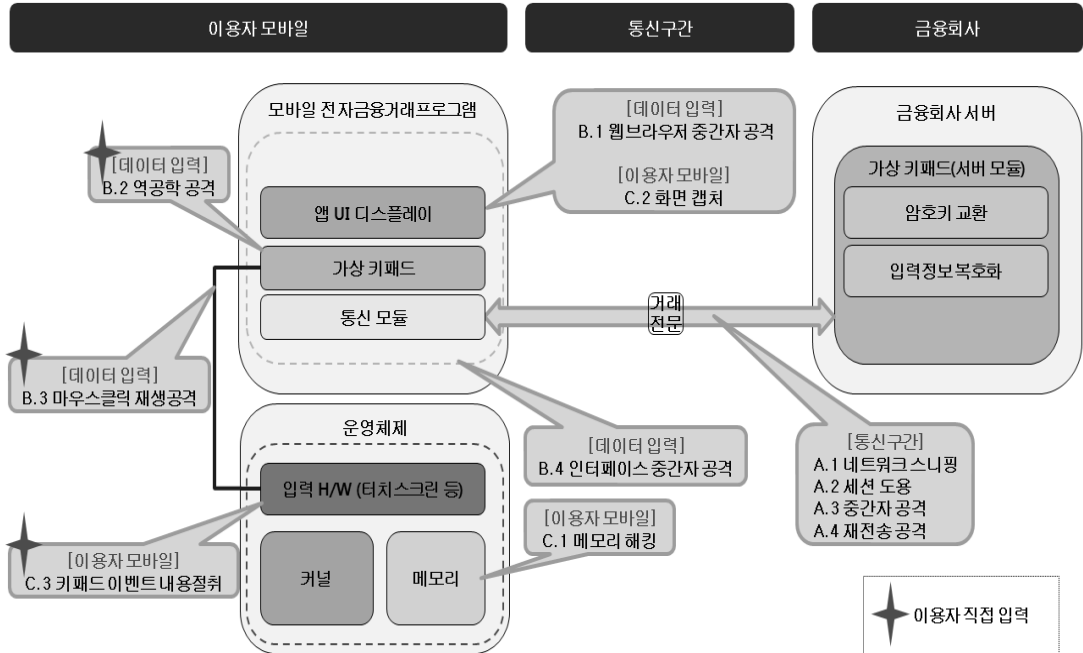 이용자 모바일
통신구간
금융회사
모바일 전자금융거래프로그램
[데이터 입력]
B.2 역공학 공격
앱 UI 디스플레이
가상 키패드
통신 모듈
[데이터 입력]
B.1 웹브라우저 중간자 공격
[이용자 모바일]
C.2 화면 캡처
금융회사 서버
가상 키패드(서버 모듈)
암호키 교환
입력정보 복호화
거래
전문
[데이터 입력]
B.3 마우스클릭 재생공격
운영체제
입력 H/W (터치스크린 등)
커널
메모리
[데이터 입력]
B.4 인터페이스 중간자 공격
[이용자 모바일]
C.1 메모리 해킹
[통신구간]
A.1 네트워크 스니핑
A.2 세션 도용
A.3 중간자 공격
A.4 재전송 공격
[이용자 모바일]
C.3 키패드 이벤트 내용절취
이용자 직접 입력